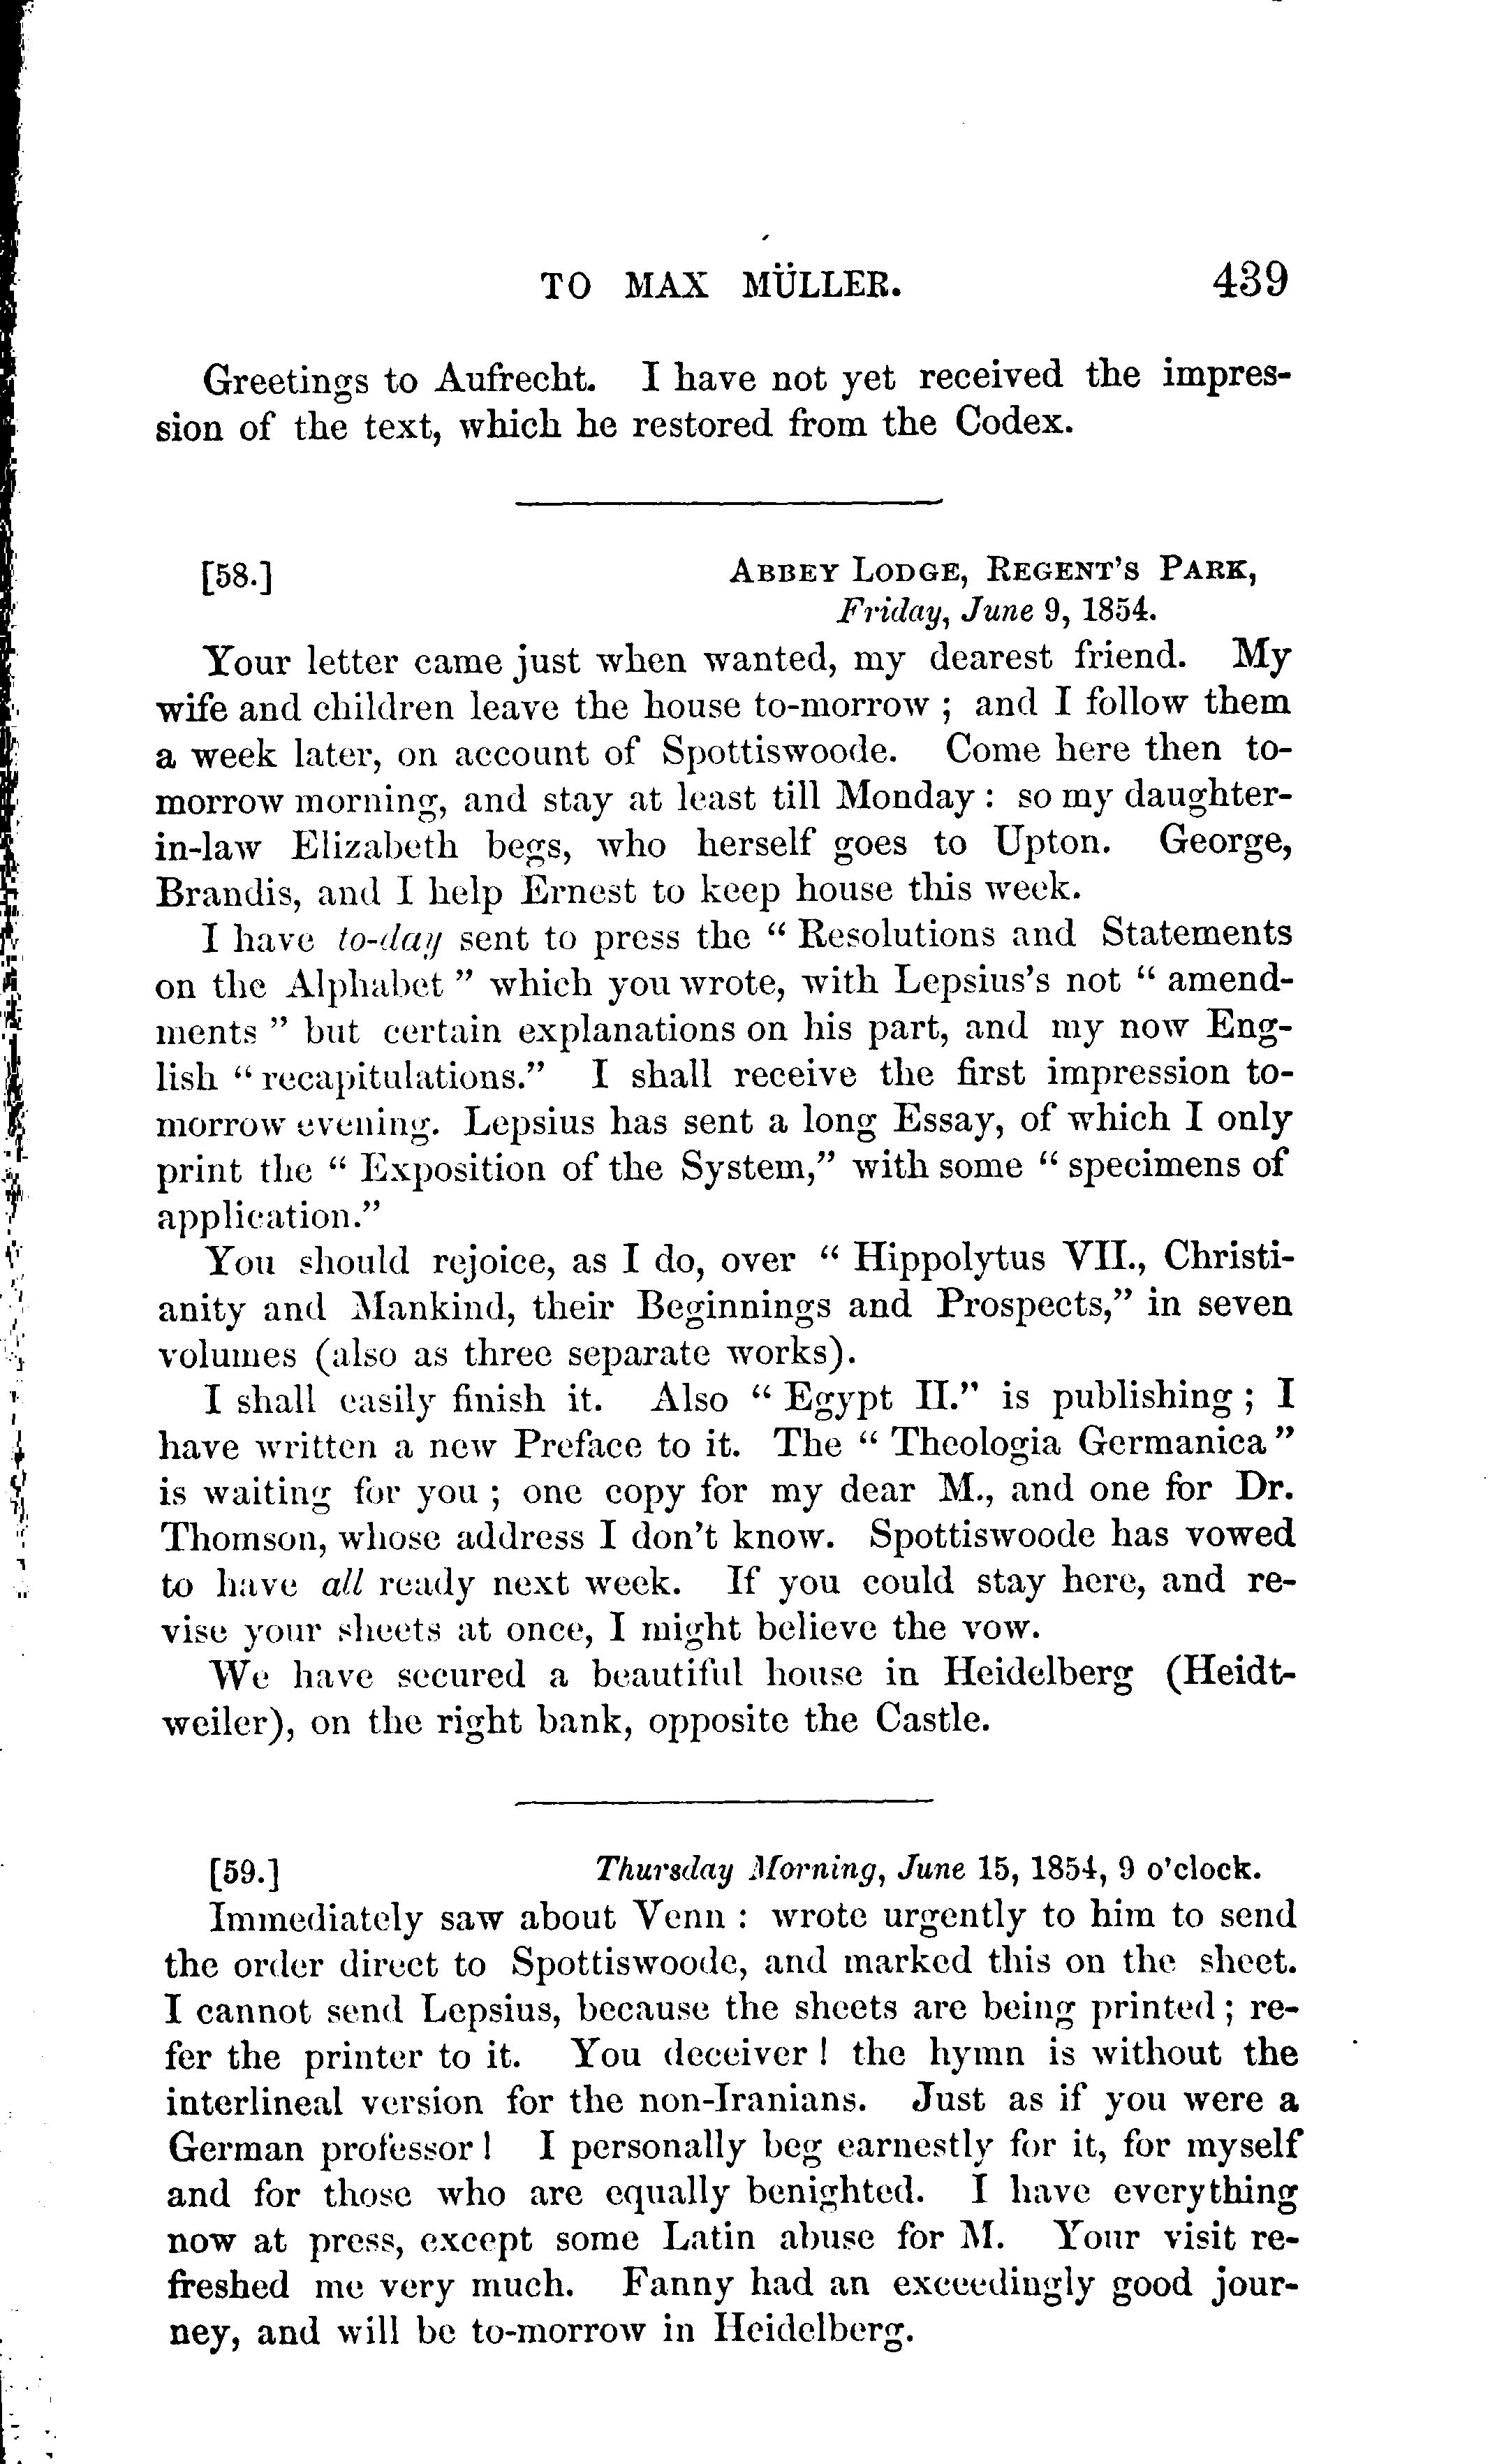 TO MAX MÜLLER. 439
Greetings to Aufrecht. I have not yet received the impres-
sion of the text, which he restored from the Codex.
[58.] ABBEY LODGE, REGENT'S PARK,
Friday, June 9, 1854.
Your letter came just when wanted, my dearest friend. My
wife and children leave the house to-morrow ; and I follow them
a week later, on account of Spottiswoode. Come here then to-
morrow morning, and stay at least till Monday : so my daughter-
in-law Elizabeth begs, who herself goes to Upton. George,
Brandis, and I help Ernest to keep house this week.
I have to-day sent to press the “ Resolutions and Statements
on the Alphabet ” which you wrote, with Lepsius's not “ amend-
ments ” but certain explanations on his part, and my now Eng-
lish “ recapitulations.” I shall receive the first impression to-
morrow evening. Lepsius has sent a long Essay, of which I only
print the “ Exposition of the System,” with some “ specimens of
application.”
You should rejoice, as I do, over “ Hippolytus VII., Christi-
anity and Mankind, their Beginnings and Prospects,” in seven
volumes (also as three separate works).
I shall easily finish it. Also “ Egypt II.” is publishing ; I
have written a new Preface to it. The “ Theologia Germanica ”
is waiting for you ; one copy for my dear M., and one for Dr.
Thomson, whose address I don't know. Spottiswoode has vowed
to have all ready next week. If you could stay here, and re-
vise your sheets at once, I might believe the vow.
We have secured a beautiful house in Heidelberg (Heidt-
weiler), on the right bank, opposite the Castle.
[59.] Thursday Morning, June 15, 1854, 9 o'clock.
Immediately saw about Venn : wrote urgently to him to send
the order direct to Spottiswoode, and marked this on the sheet.
I cannot send Lepsius, because the sheets are being printed ; re-
fer the printer to it. You deceiver ! the hymn is without the
interlineal version for the non-Iranians. Just as if you were a
German professor ! I personally beg earnestly for it, for myself
and for those who are equally benighted. I have everything
now at press, except some Latin abuse for M. Your visit re-
freshed me very much. Fanny had an exceedingly good jour-
ney, and will be to-morrow in Heidelberg.